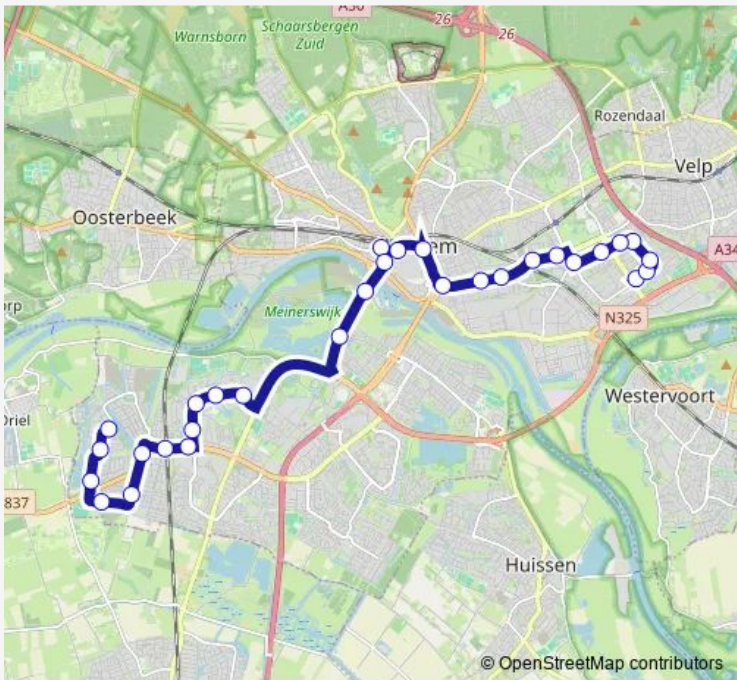 A50
26
26
Warnsborn
Schaarsbergen
Zuid
Rozendaal
Velp
Oosterbeek
em
A34
Meinerswijk
N325
orp
Westervoort
Driel
837
Huissen
© OpenStreetMap contributors